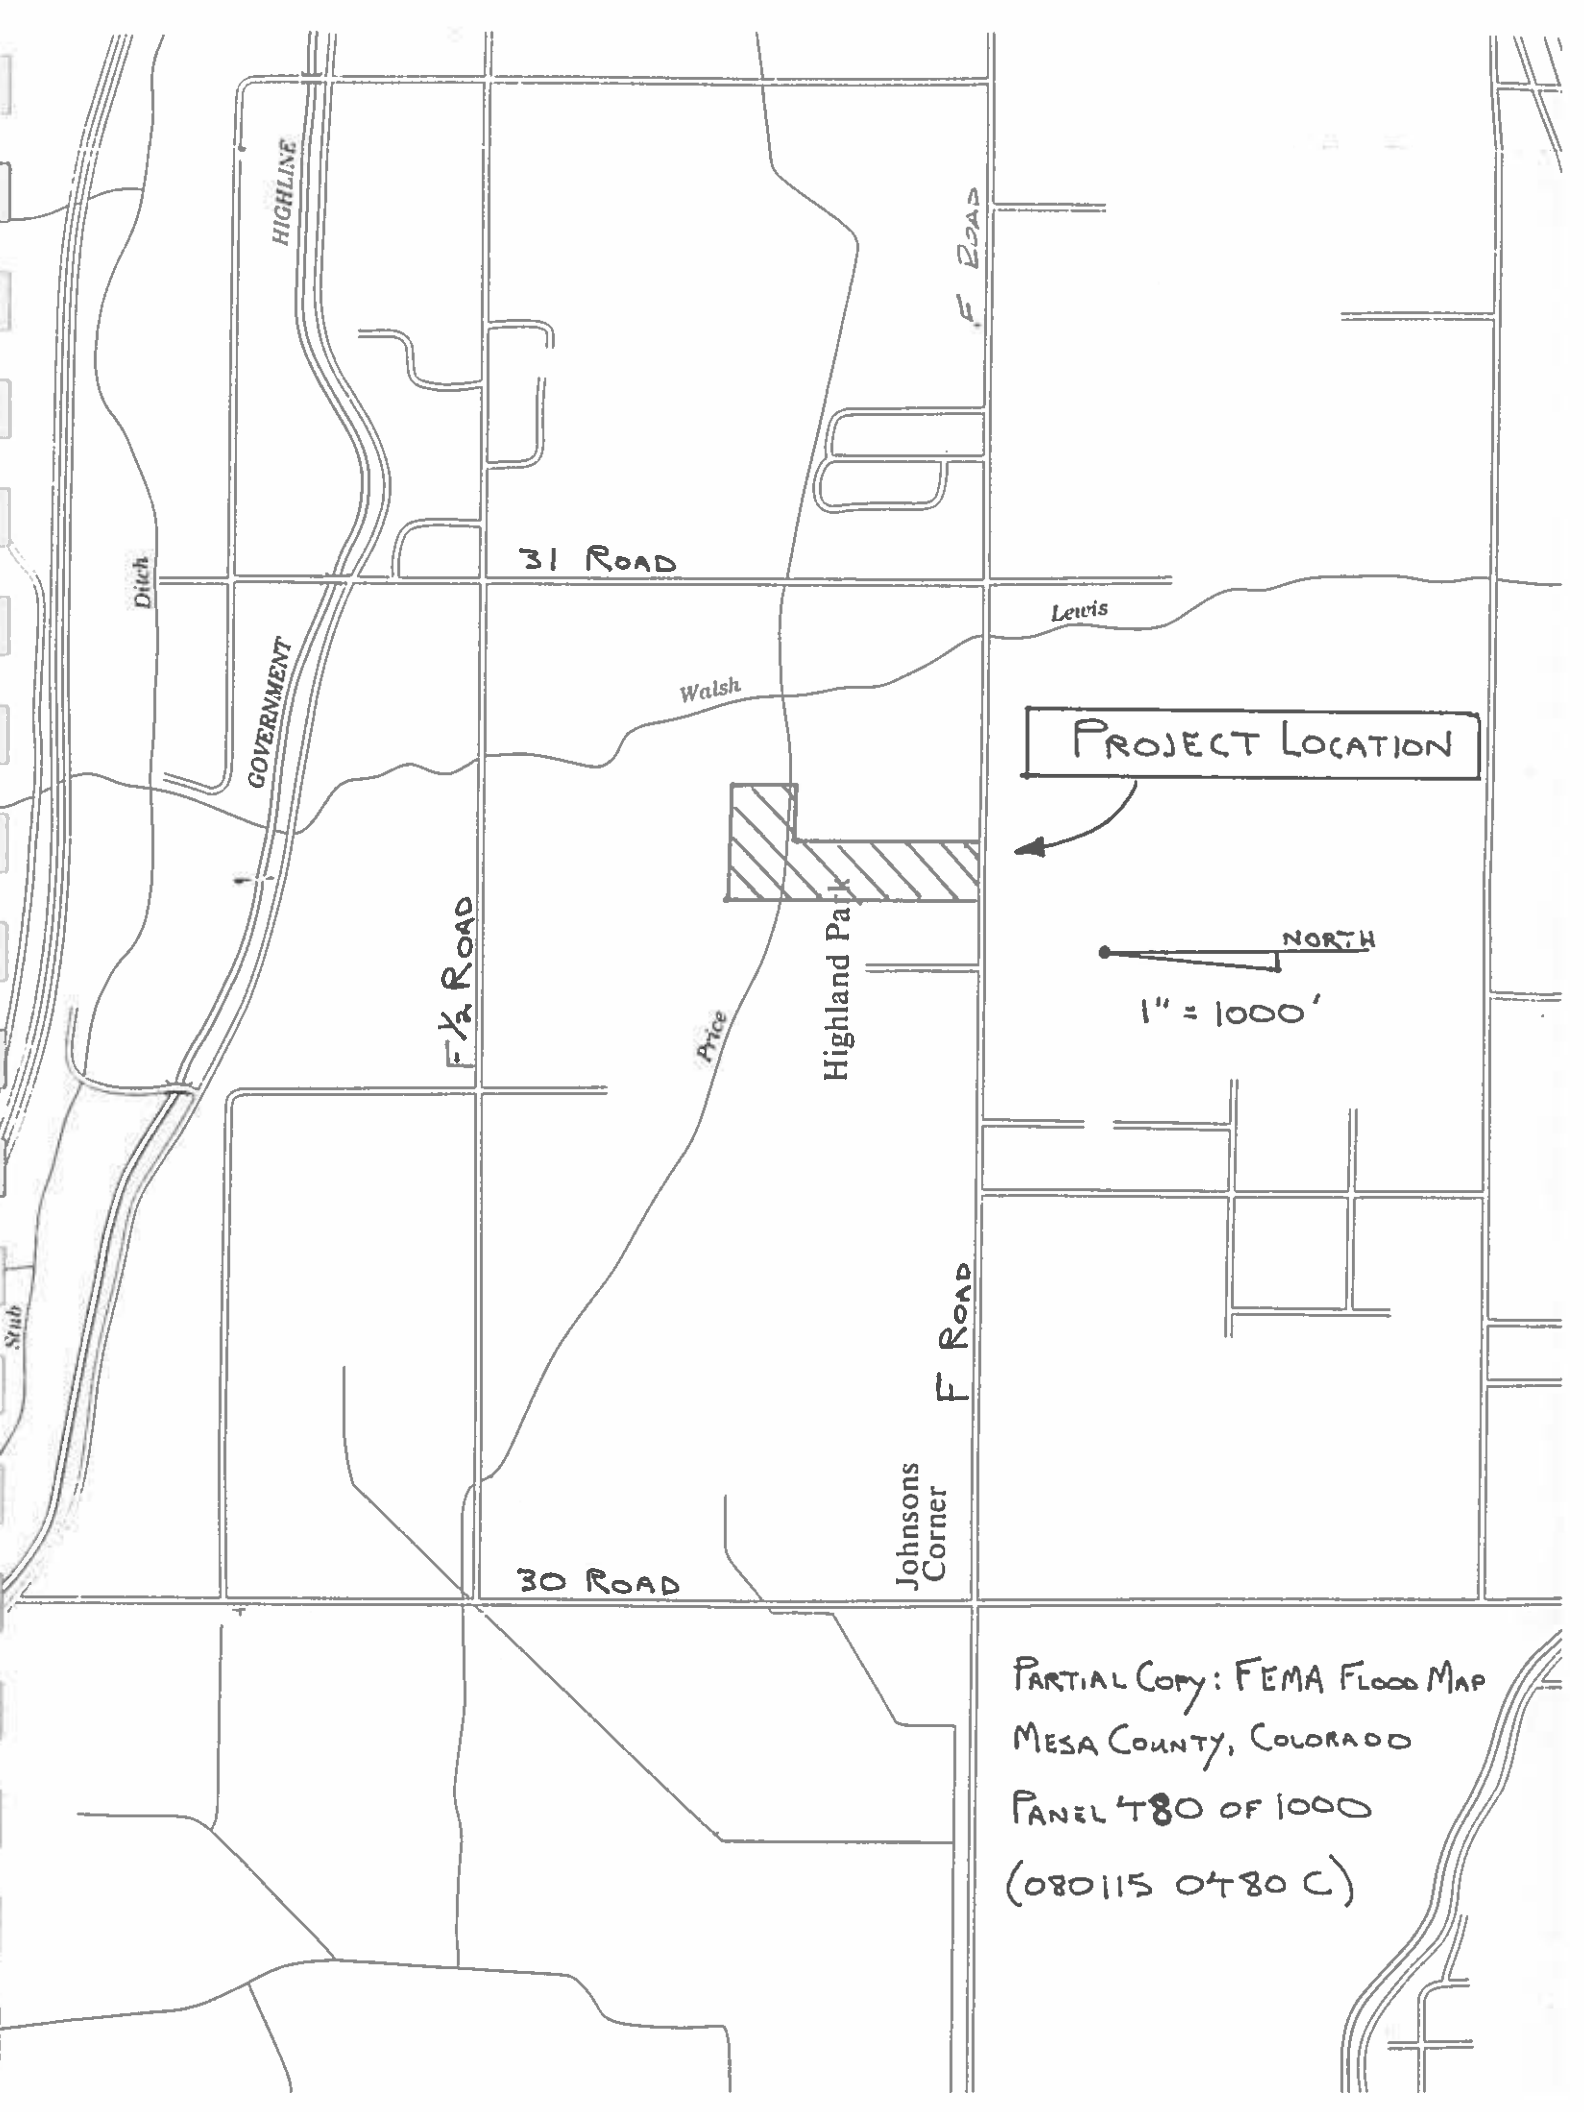 HIGHLINE
F ROAD
31 ROAD
Ditch
Lewis
GOVERNMENT
Walsh
PROJECT LOCATION
F ½ ROAD
Highland Park
NORTH
1" = 1000'
Price
Stub
F ROAD
Johnsons
Corner
30 ROAD
PARTIAL COPY: FEMA FLOOD MAP
MESA COUNTY, COLORADO
PANEL 480 OF 1000
(080115 0480 C)